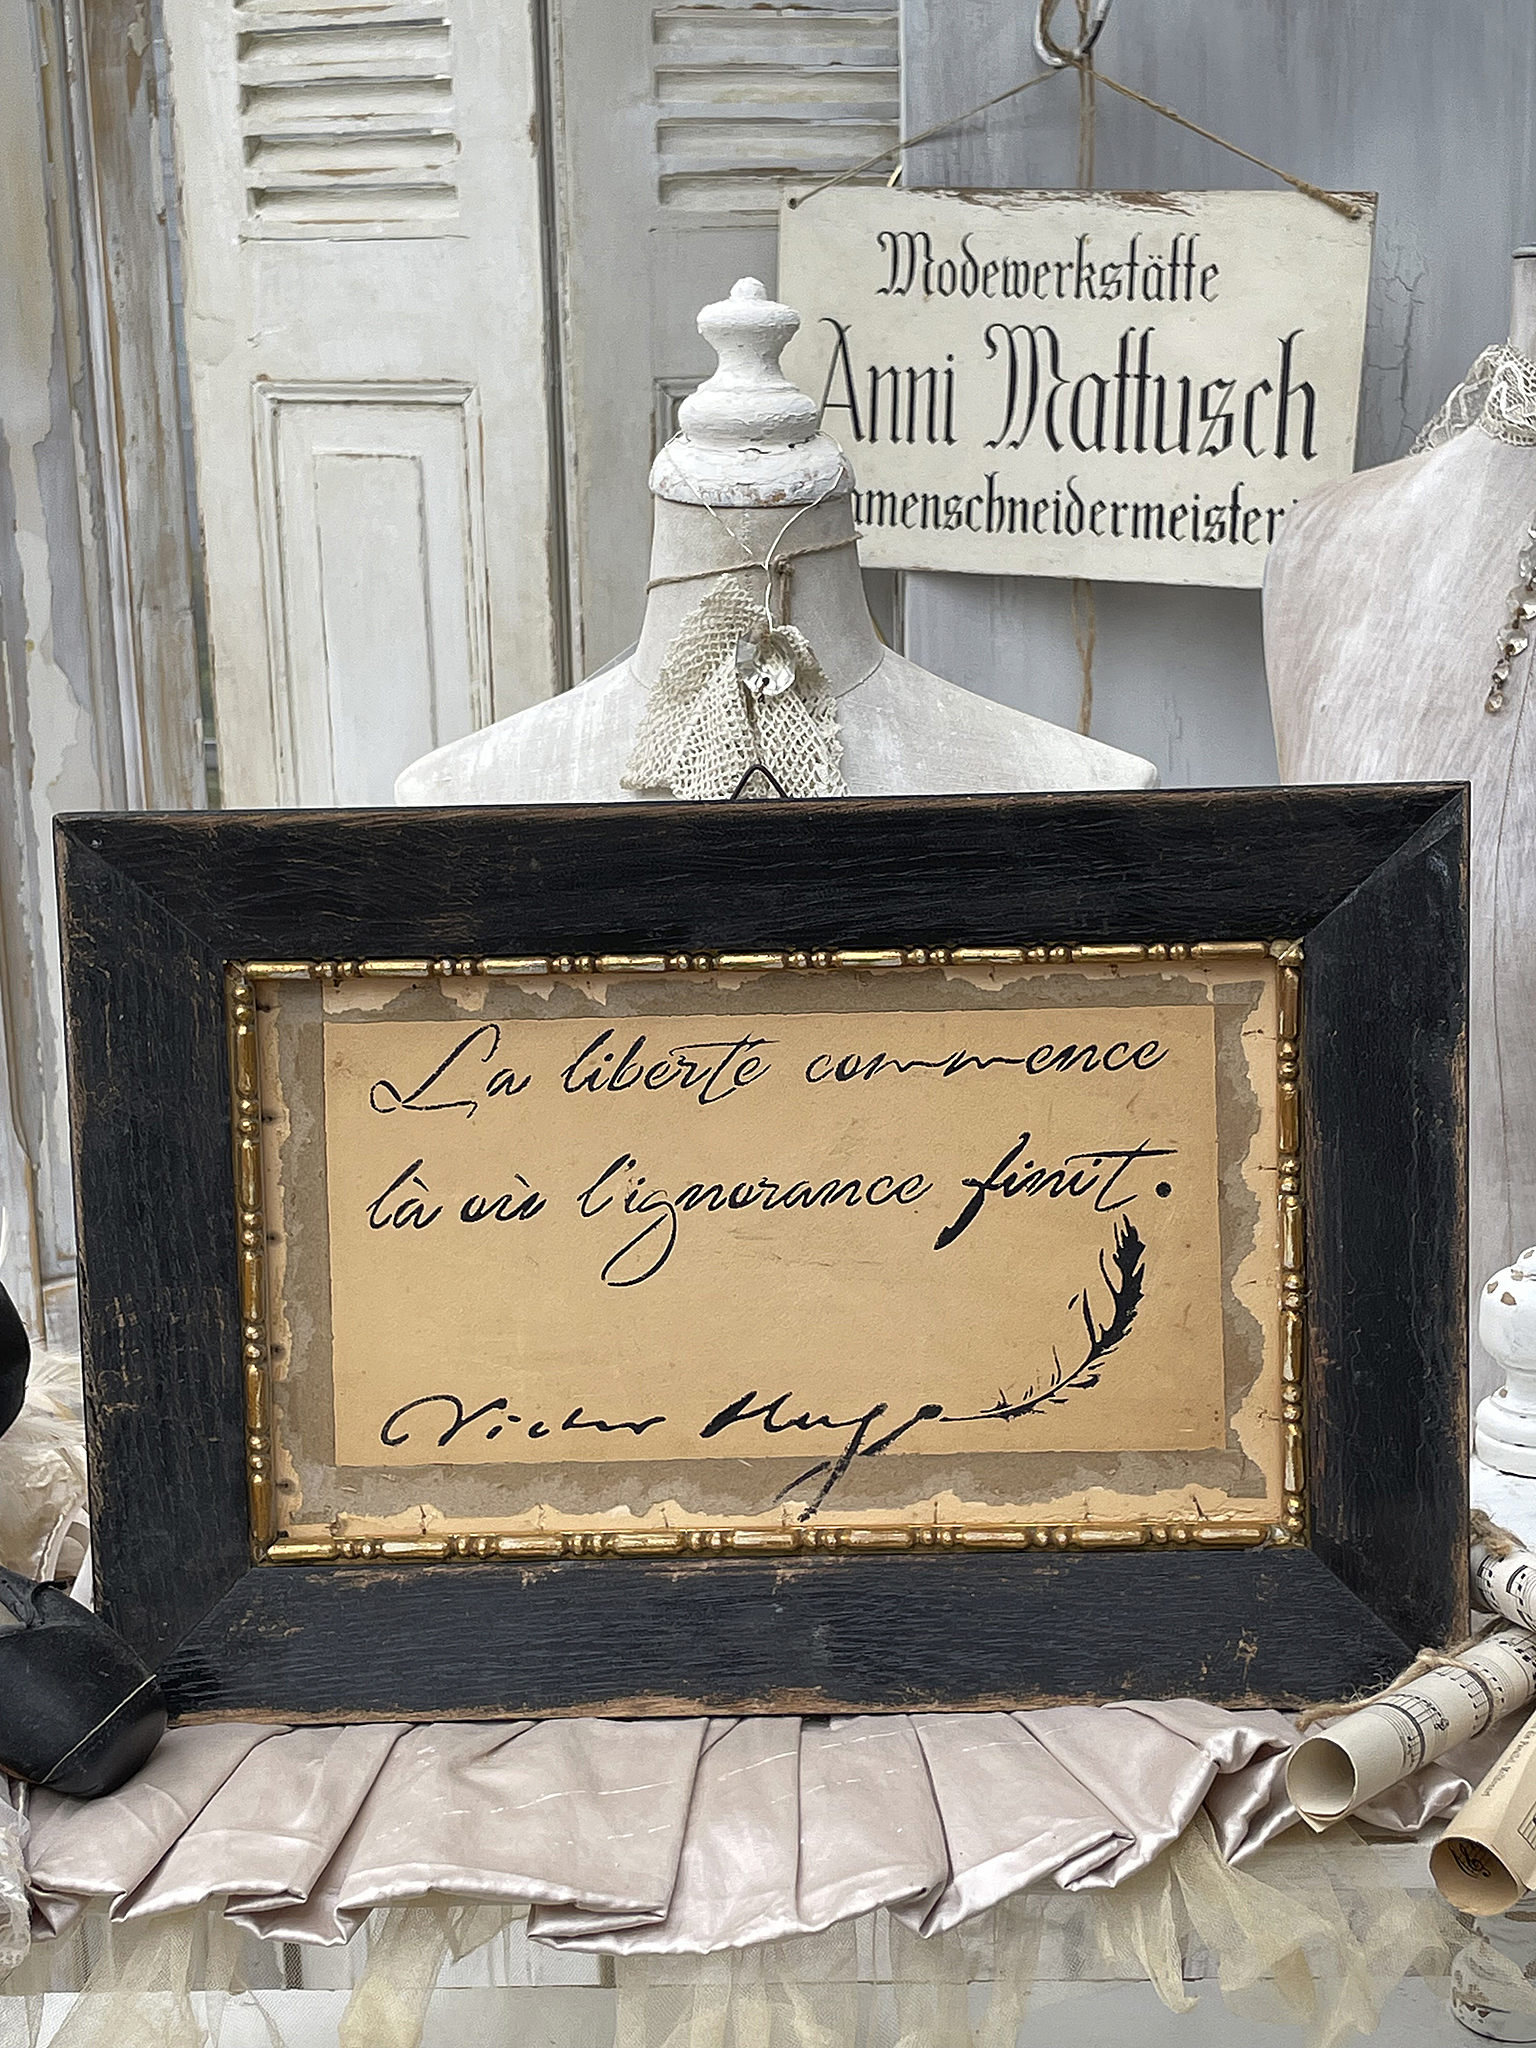 Modewerkstätte
Anni Mattusch
amenschneidermeisteri
La liberté commence
là où l'ignorance finit.
Victor Hugo